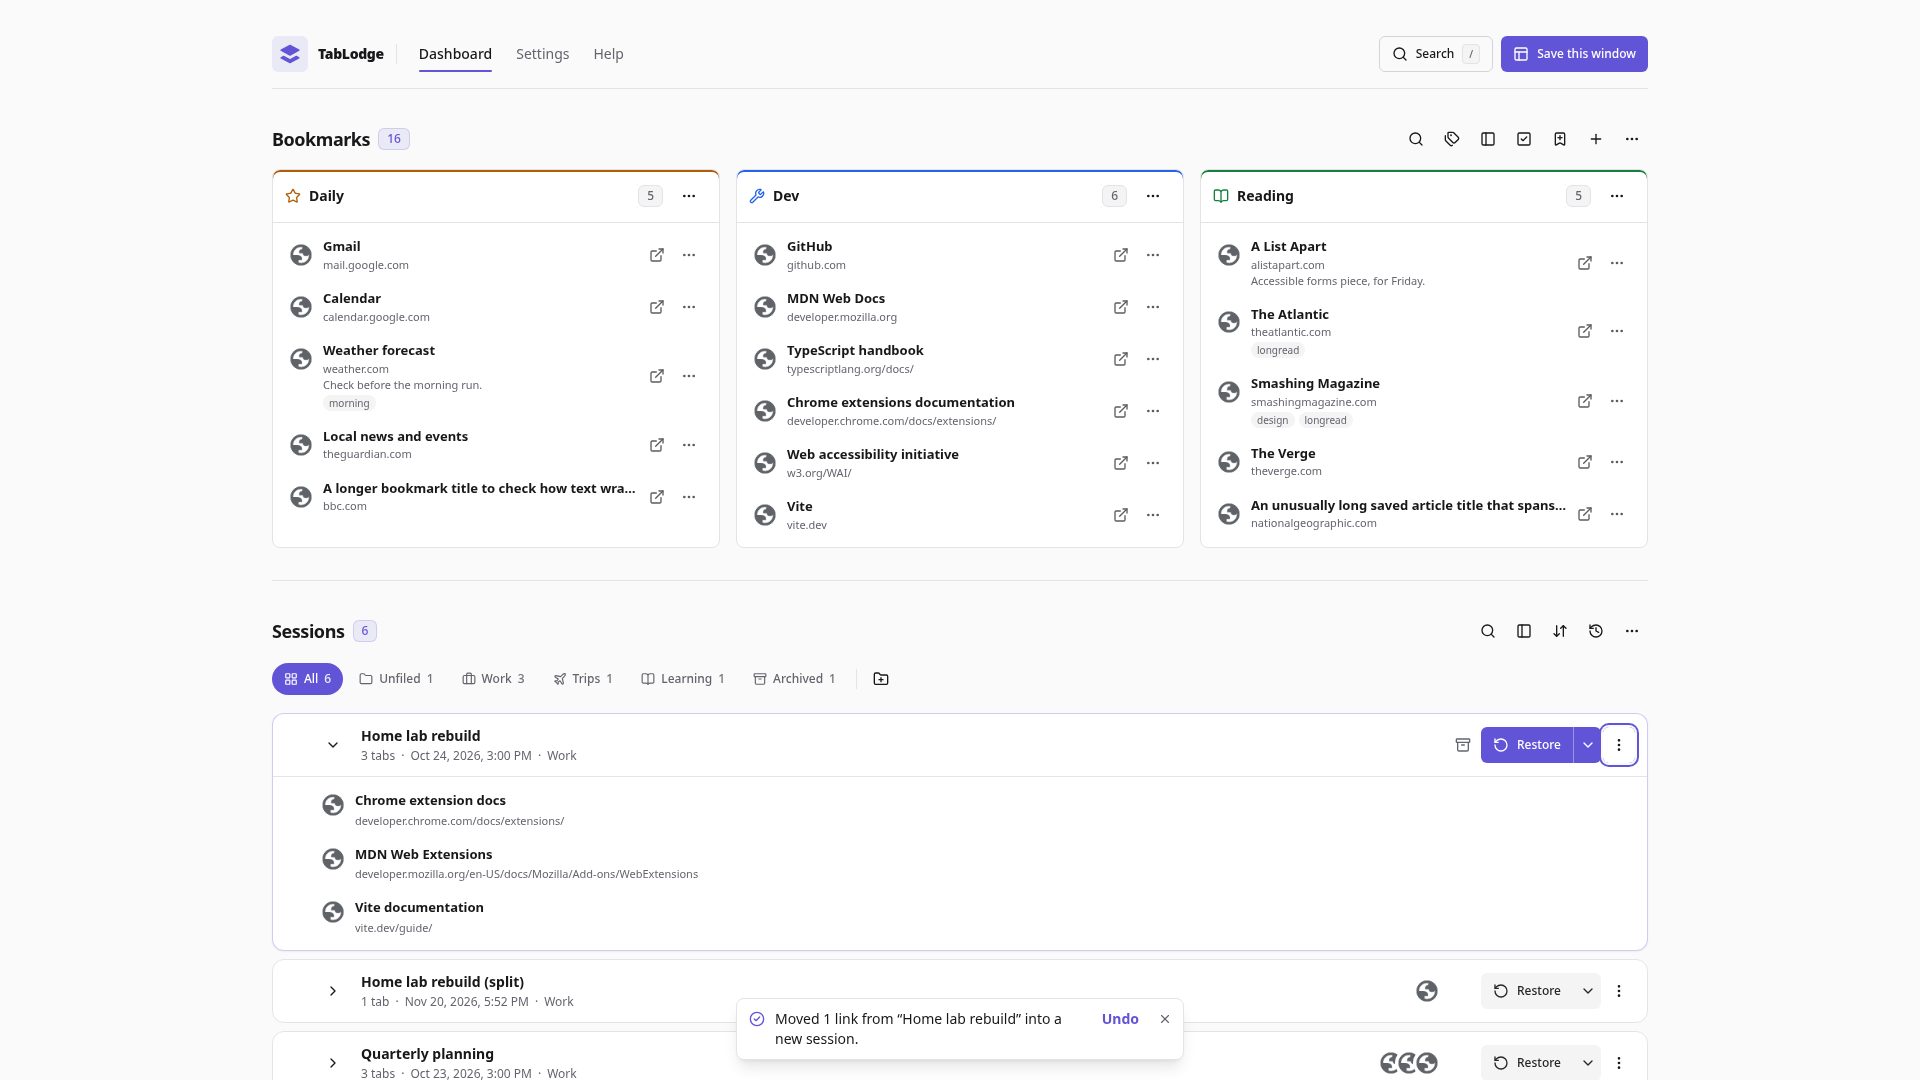 TabLodge
Dashboard
Settings
Help
Search /
Save this window
Bookmarks 16
Daily 5
Gmail
mail.google.com
Calendar
calendar.google.com
Weather forecast
weather.com
Check before the morning run.
morning
Local news and events
theguardian.com
A longer bookmark title to check how text wra...
bbc.com
Dev 6
GitHub
github.com
MDN Web Docs
developer.mozilla.org
TypeScript handbook
typescriptlang.org/docs/
Chrome extensions documentation
developer.chrome.com/docs/extensions/
Web accessibility initiative
w3.org/WAI/
Vite
vite.dev
Reading 5
A List Apart
alistapart.com
Accessible forms piece, for Friday.
The Atlantic
theatlantic.com
longread
Smashing Magazine
smashingmagazine.com
design longread
The Verge
theverge.com
An unusually long saved article title that spans...
nationalgeographic.com
Sessions 6
All 6
Unfiled 1
Work 3
Trips 1
Learning 1
Archived 1
Home lab rebuild
3 tabs · Oct 24, 2026, 3:00 PM · Work
Restore
Chrome extension docs
developer.chrome.com/docs/extensions/
MDN Web Extensions
developer.mozilla.org/en-US/docs/Mozilla/Add-ons/WebExtensions
Vite documentation
vite.dev/guide/
Home lab rebuild (split)
1 tab · Nov 20, 2026, 5:52 PM · Work
Restore
Moved 1 link from “Home lab rebuild” into a
new session.
Undo
Quarterly planning
3 tabs · Oct 23, 2026, 3:00 PM · Work
Restore